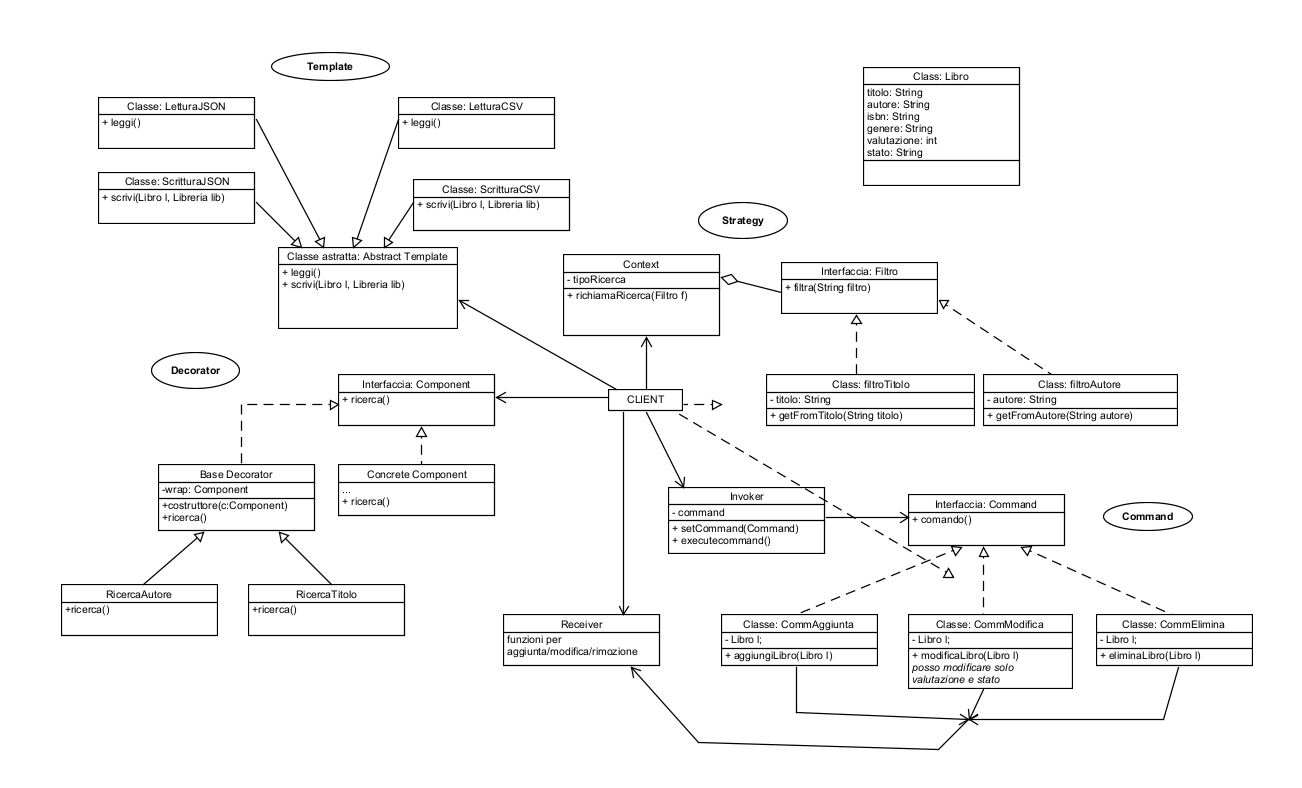 Template
Class: Libro
titolo: String
autore: String
isbn: String
genere: String
valutazione: int
stato: String
Classe: LetturaJSON
+ leggi()
Classe: LetturaCSV
+ leggi()
Classe: ScritturaJSON
+ scrivi(Libro l, Libreria lib)
Classe: ScritturaCSV
+ scrivi(Libro l, Libreria lib)
Classe astratta: Abstract Template
+ leggi()
+ scrivi(Libro l, Libreria lib)
Strategy
Context
- tipoRicerca
+ richiamaRicerca(Filtro f)
Interfaccia: Filtro
+ filtra(String filtro)
Class: filtroTitolo
- titolo: String
+ getFromTitolo(String titolo)
Class: filtroAutore
- autore: String
+ getFromAutore(String autore)
Decorator
Interfaccia: Component
+ ricerca()
CLIENT
Base Decorator
-wrap: Component
+costruttore(c:Component)
+ricerca()
Concrete Component
...
+ ricerca()
RicercaAutore
+ricerca()
RicercaTitolo
+ricerca()
Invoker
- command
+ setCommand(Command)
+ executecommand()
Interfaccia: Command
+ comando()
Command
Receiver
funzioni per
aggiunta/modifica/rimozione
Classe: CommAggiunta
- Libro l;
+ aggiungiLibro(Libro l)
Classe: CommModifica
- Libro l;
+ modificaLibro(Libro l)
posso modificare solo
valutazione e stato
Classe: CommElimina
- Libro l;
+ eliminaLibro(Libro l)